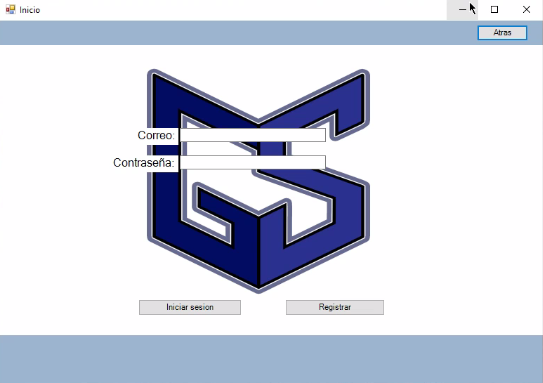 Inicio
Atras
Correo:
Contraseña:
Iniciar sesion
Registrar